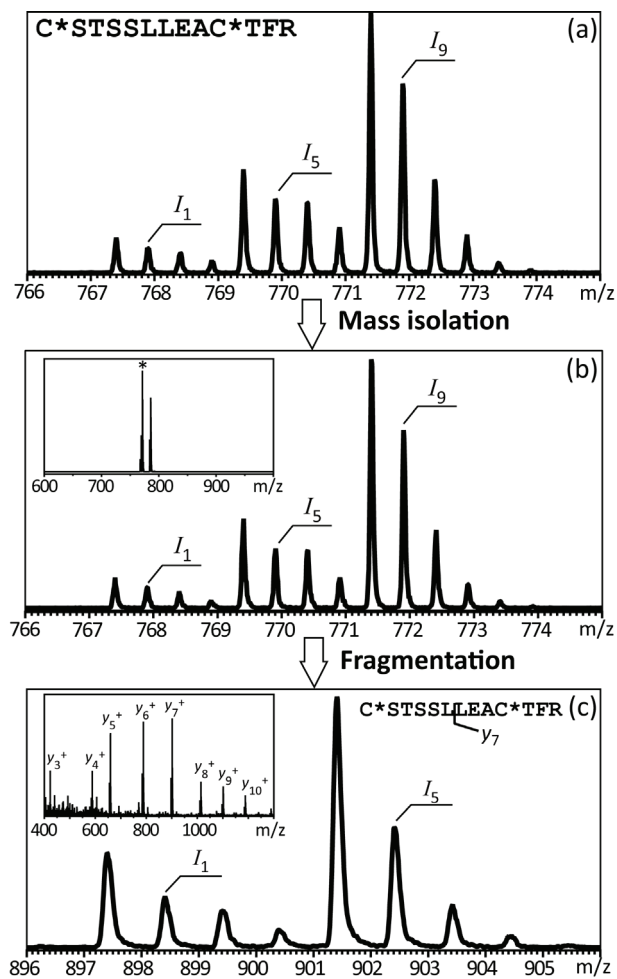 C*STSSLLEAC*TFR
(a)
I9
I5
I1
766 767 768 769 770 771 772 773 774 m/z
Mass isolation
(b)
*
600 700 800 900 m/z
I9
I5
I1
766 767 768 769 770 771 772 773 774 m/z
Fragmentation
(c)
C*STSSLLEAC*TFR
y7
y3+ y4+ y5+ y6+ y7+ y8+ y9+ y10+
400 600 800 1000 m/z
I5
I1
896 897 898 899 900 901 902 903 904 905 m/z